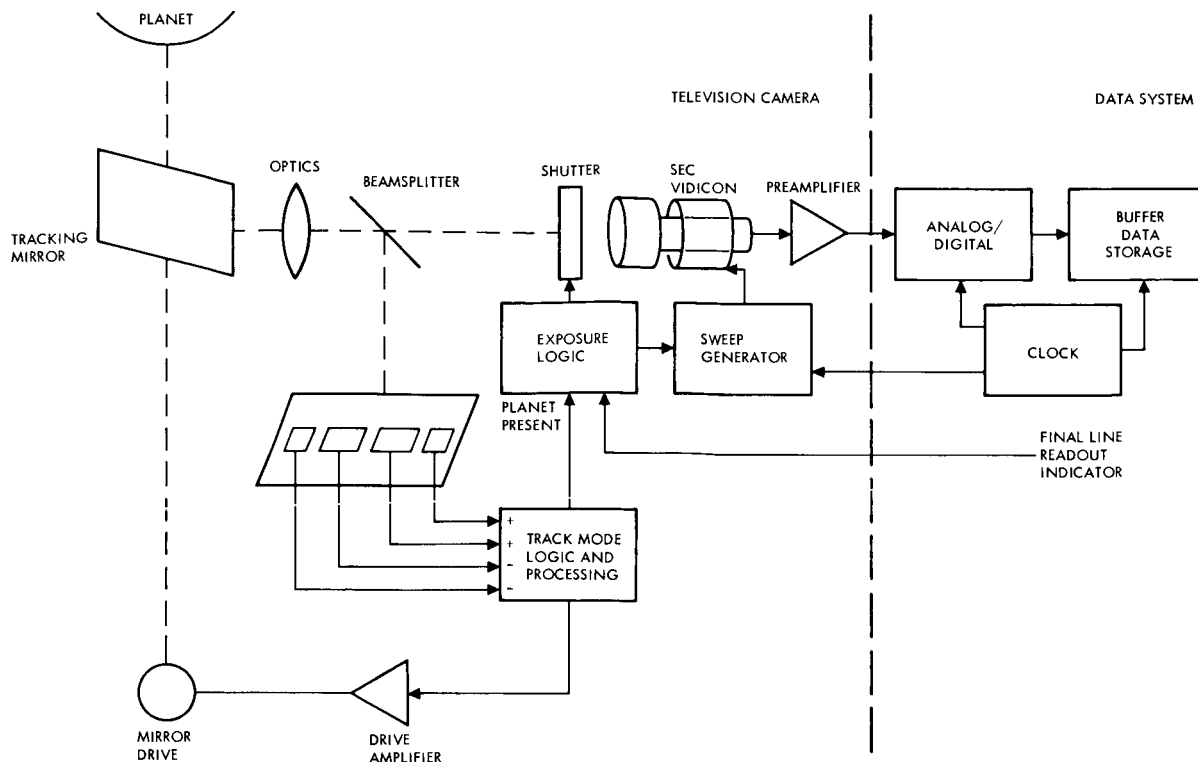 PLANET
TELEVISION CAMERA
DATA SYSTEM
OPTICS
BEAMSPLITTER
SHUTTER
SEC
VIDICON
PREAMPLIFIER
TRACKING
MIRROR
ANALOG/
DIGITAL
BUFFER
DATA
STORAGE
EXPOSURE
LOGIC
SWEEP
GENERATOR
CLOCK
PLANET
PRESENT
FINAL LINE
READOUT
INDICATOR
+
+
-
-
TRACK MODE
LOGIC AND
PROCESSING
MIRROR
DRIVE
DRIVE
AMPLIFIER